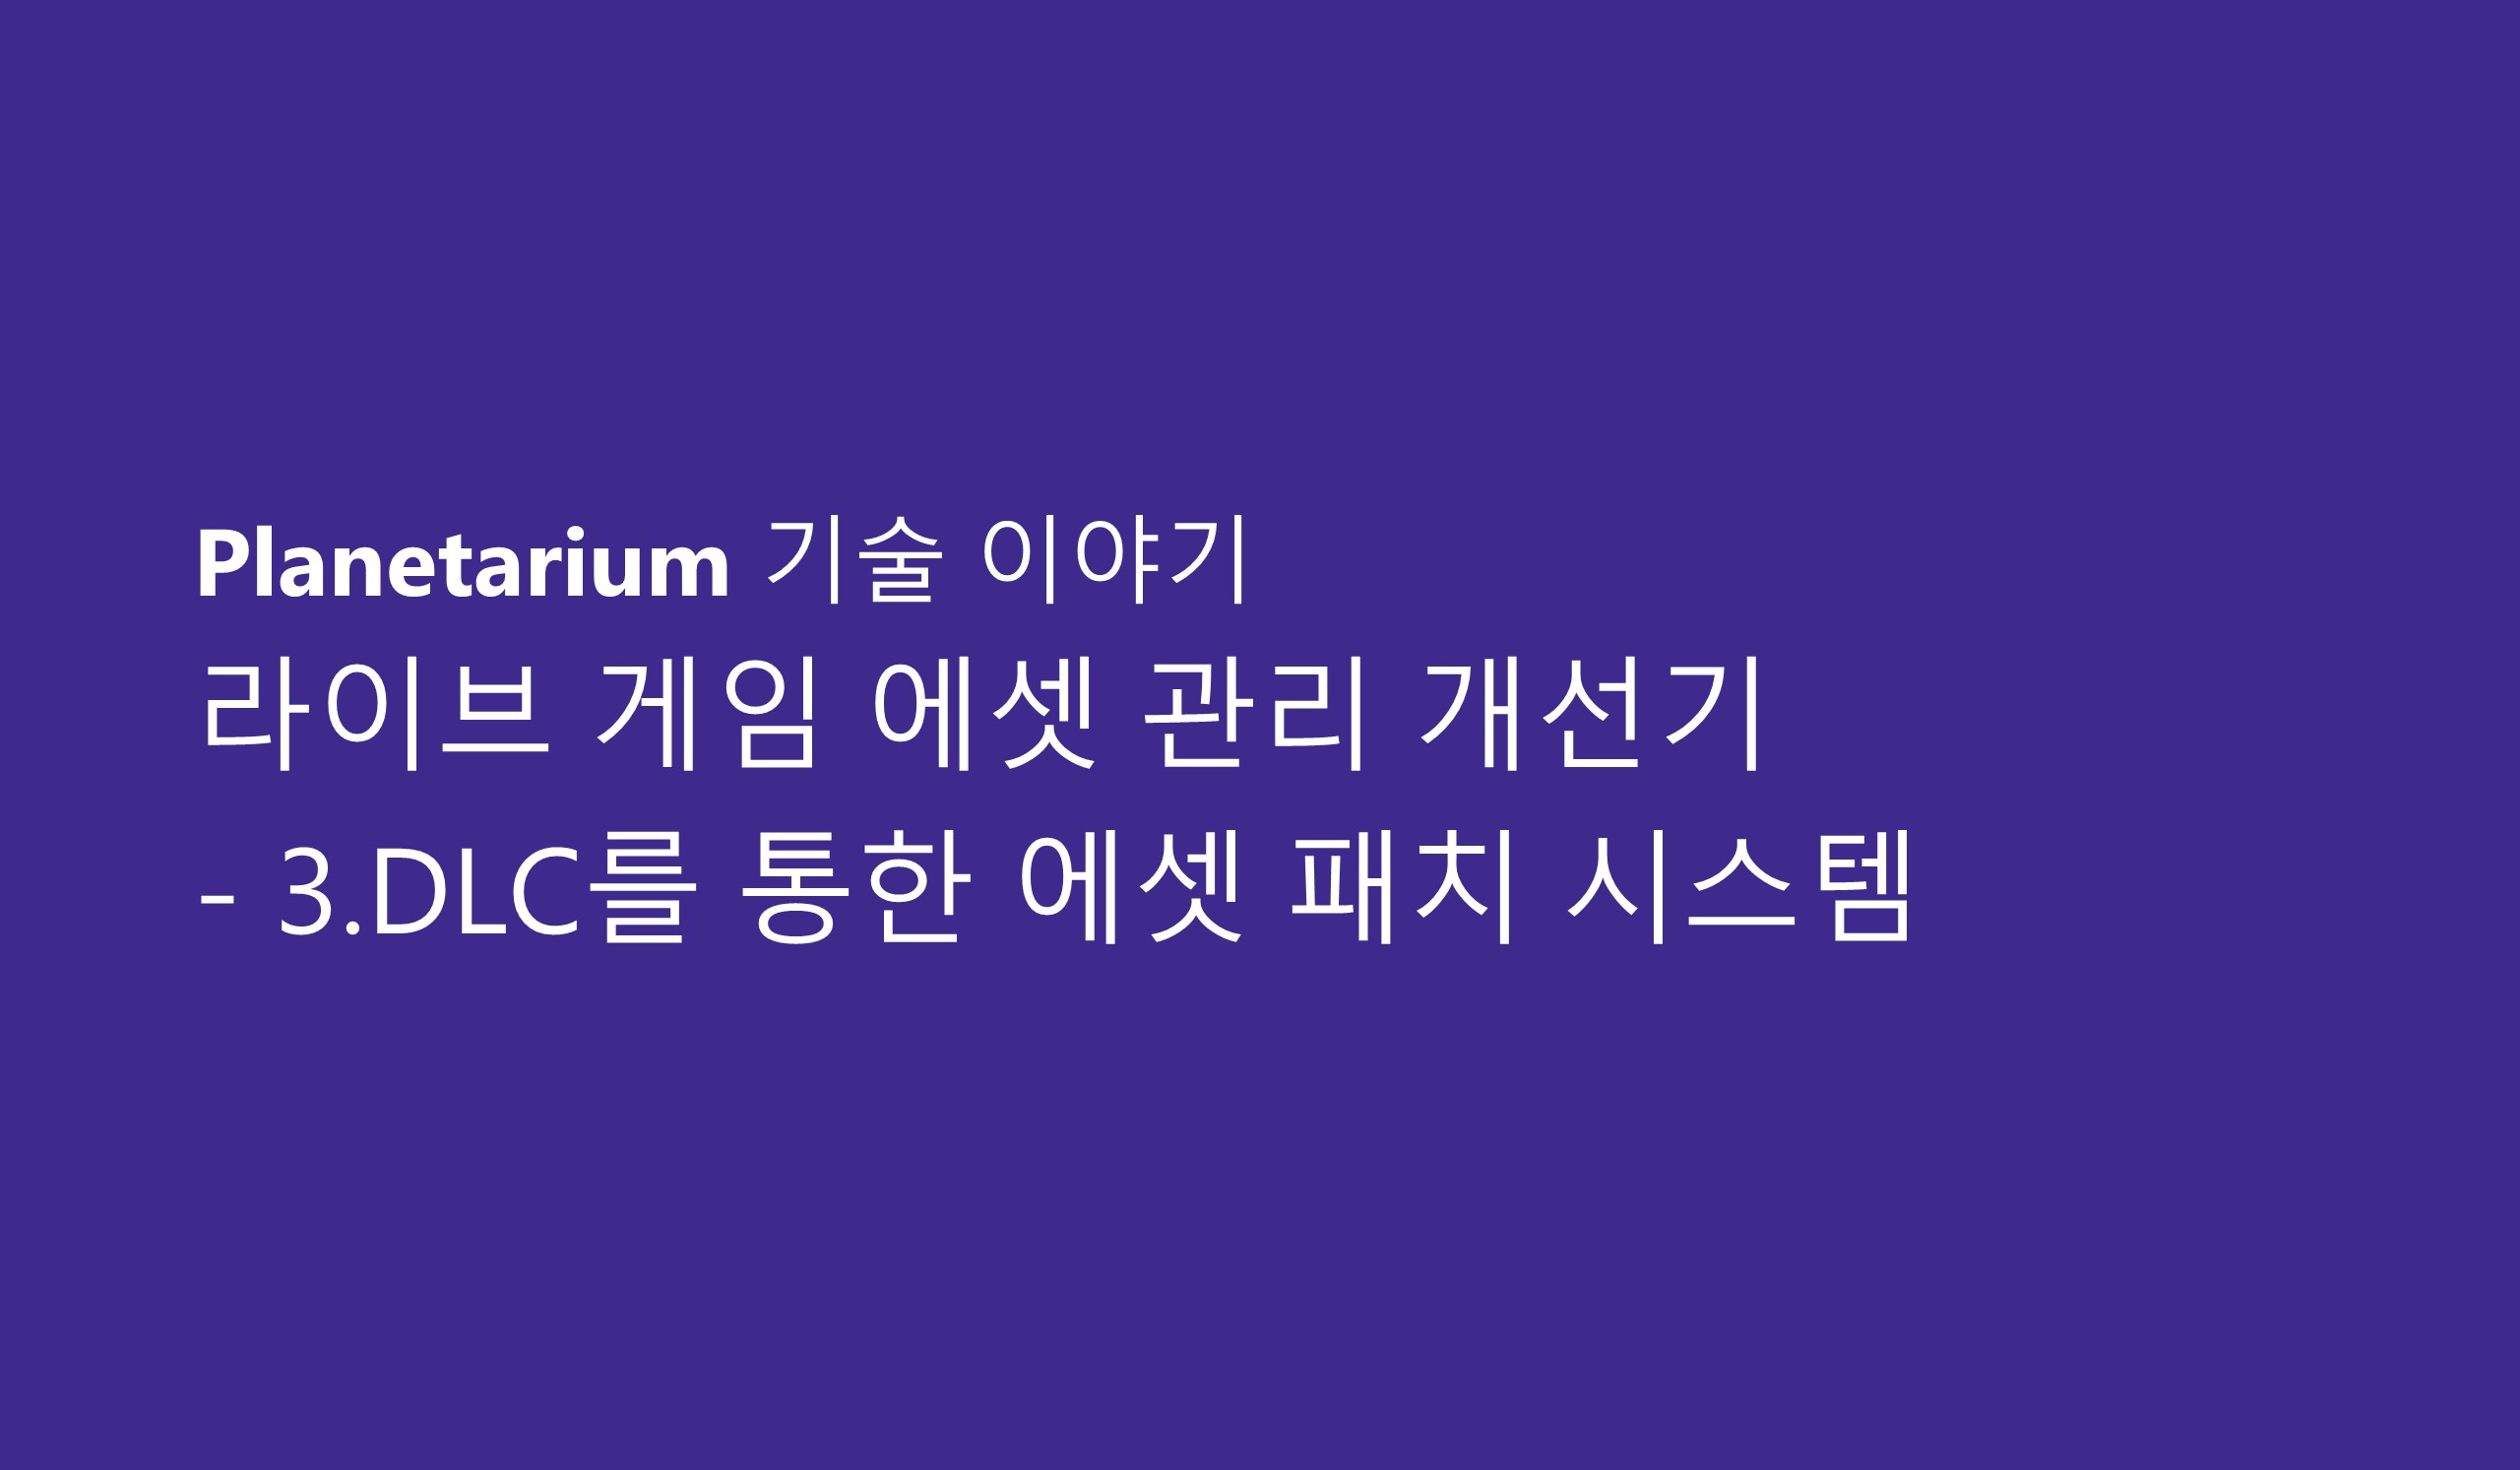 Planetarium 기술 이야기
라이브 게임 에셋 관리 개선기
- 3.DLC를 통한 에셋 패치 시스템